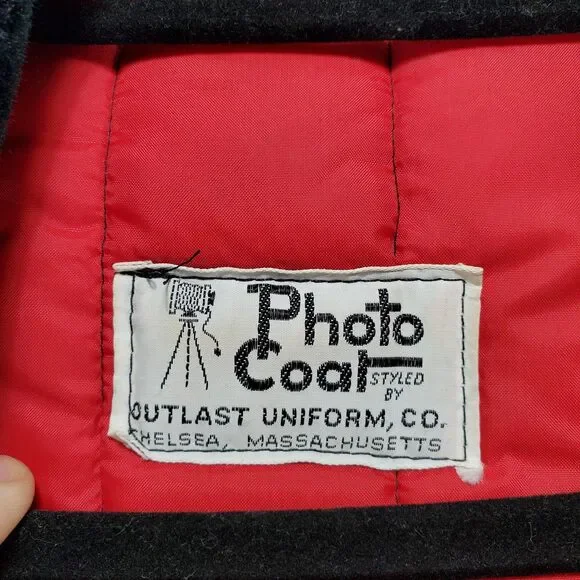 Photo
Coat
STYLED
BY
OUTLAST UNIFORM, CO.
CHELSEA, MASSACHUSETTS